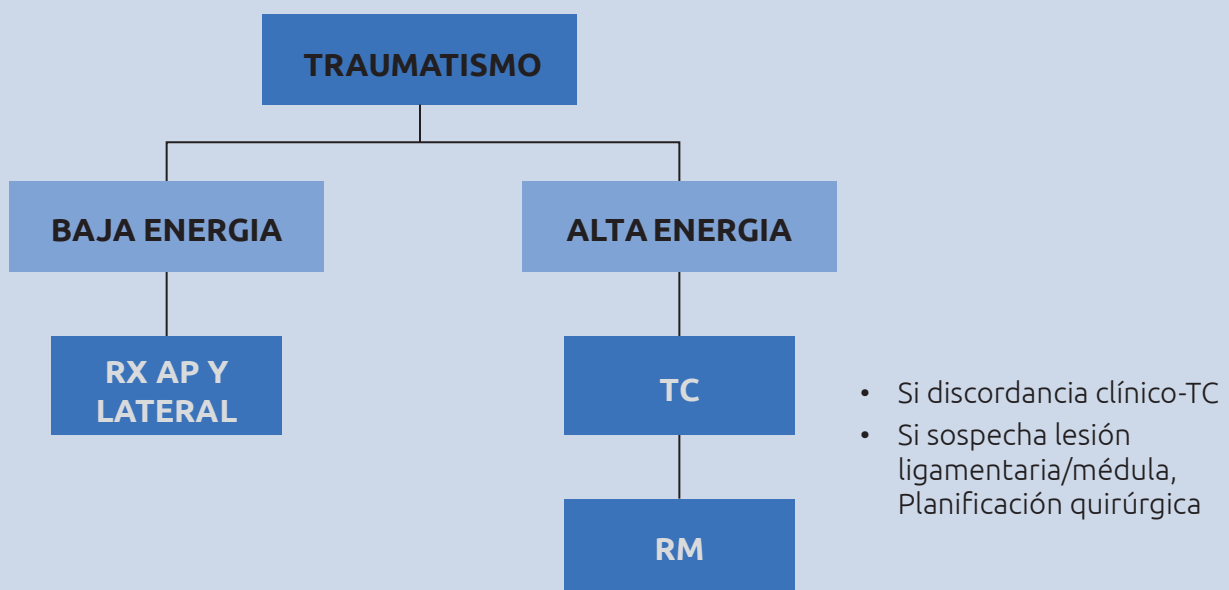 TRAUMATISMO
BAJA ENERGIA
ALTA ENERGIA
RX AP Y
LATERAL
TC
• Si discordancia clínico-TC
• Si sospecha lesión
ligamentaria/médula,
Planificación quirúrgica
RM